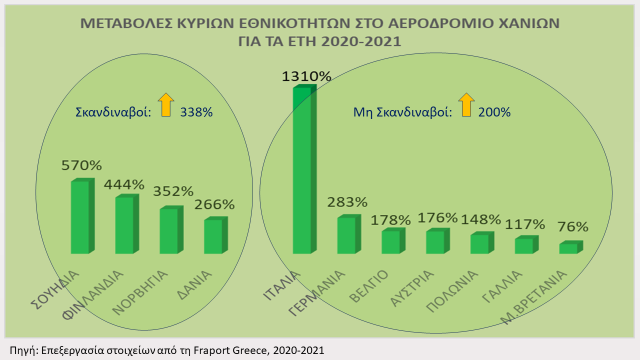 ΜΕΤΑΒΟΛΕΣ ΚΥΡΙΩΝ ΕΘΝΙΚΟΤΗΤΩΝ ΣΤΟ ΑΕΡΟΔΡΟΜΙΟ ΧΑΝΙΩΝ
ΓΙΑ ΤΑ ΕΤΗ 2020-2021
1310%
Σκανδιναβοί: 338%
Μη Σκανδιναβοί: 200%
570%
444%
352%
266%
283%
178%
176%
148%
117%
76%
ΣΟΥΗΔΙΑ
ΦΙΝΛΑΝΔΙΑ
ΝΟΡΒΗΓΙΑ
ΔΑΝΙΑ
ΙΤΑΛΙΑ
ΓΕΡΜΑΝΙΑ
ΒΕΛΓΙΟ
ΑΥΣΤΡΙΑ
ΠΟΛΩΝΙΑ
ΓΑΛΛΙΑ
Μ.ΒΡΕΤΑΝΙΑ
Πηγή: Επεξεργασία στοιχείων από τη Fraport Greece, 2020-2021